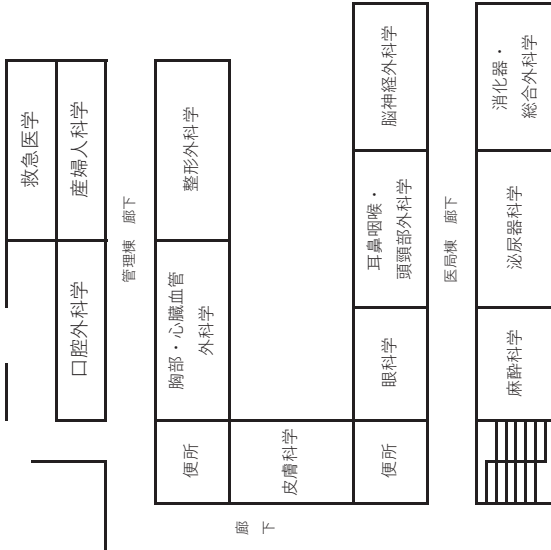 救急医学
産婦人科学
口腔外科学
管理棟 廊下
整形外科学
胸部・心臓血管
外科学
便所
皮膚科学
脳神経外科学
耳鼻咽喉・
頭頸部外科学
眼科学
便所
医局棟 廊下
消化器・
総合外科学
泌尿器科学
麻酔科学
廊下